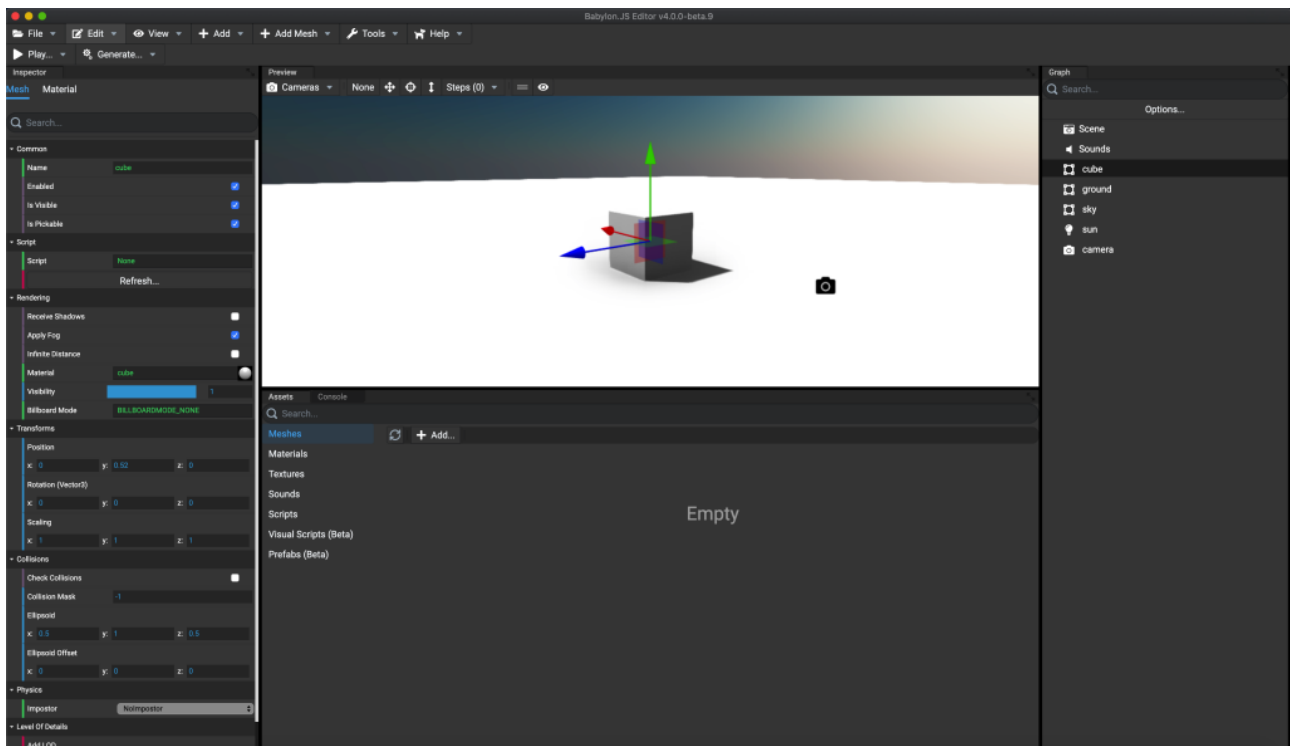 Babylon.JS Editor v4.0.0-beta.9
File Edit View Add Add Mesh Tools Help
Play... Generate...
Inspector
Mesh Material
Search...
Common
Name cube
Enabled
Is Visible
Is Pickable
Script
Script None
Refresh...
Rendering
Receive Shadows
Apply Fog
Infinite Distance
Material cube
Visibility 1
Billboard Mode BILLBOARDMODE_NONE
Transforms
Position
x: 0 y: 0.52 z: 0
Rotation (Vector3)
x: 0 y: 0 z: 0
Scaling
x: 1 y: 1 z: 1
Collisions
Check Collisions
Collision Mask -1
Ellipsoid
x: 0.5 y: 1 z: 0.5
Ellipsoid Offset
x: 0 y: 0 z: 0
Physics
Impostor NoImpostor
Level Of Details
Add LOD
Preview
Cameras None Steps (0)
Assets Console
Search...
Meshes Add...
Materials
Textures
Sounds
Scripts
Visual Scripts (Beta)
Prefabs (Beta)
Empty
Graph
Search...
Options...
Scene
Sounds
cube
ground
sky
sun
camera